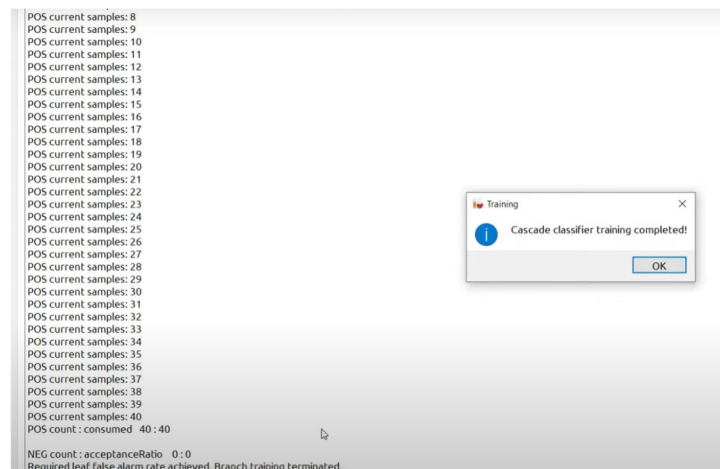 POS current samples: 8
POS current samples: 9
POS current samples: 10
POS current samples: 11
POS current samples: 12
POS current samples: 13
POS current samples: 14
POS current samples: 15
POS current samples: 16
POS current samples: 17
POS current samples: 18
POS current samples: 19
POS current samples: 20
POS current samples: 21
POS current samples: 22
POS current samples: 23
POS current samples: 24
POS current samples: 25
POS current samples: 26
POS current samples: 27
POS current samples: 28
POS current samples: 29
POS current samples: 30
POS current samples: 31
POS current samples: 32
POS current samples: 33
POS current samples: 34
POS current samples: 35
POS current samples: 36
POS current samples: 37
POS current samples: 38
POS current samples: 39
POS current samples: 40
POS count : consumed 40 : 40
NEG count : acceptanceRatio 0 : 0
Required leaf false alarm rate achieved. Branch training terminated.
Training
Cascade classifier training completed!
OK